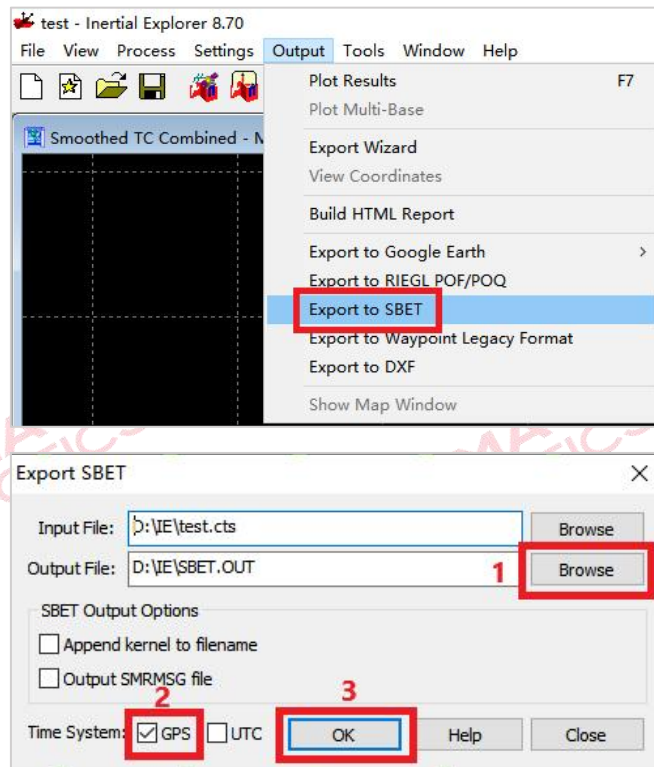 test - Inertial Explorer 8.70
File View Process Settings Output Tools Window Help
Plot Results F7
Plot Multi-Base
Smoothed TC Combined - M
Export Wizard
View Coordinates
Build HTML Report
Export to Google Earth >
Export to RIEGL POF/POQ
Export to SBET
Export to Waypoint Legacy Format
Export to DXF
Show Map Window
Export SBET
Input File: D:\IE\test.cts Browse
Output File: D:\IE\SBET.OUT 1 Browse
SBET Output Options
Append kernel to filename
Output SMRMSG file
2 3
Time System: GPS UTC OK Help Close